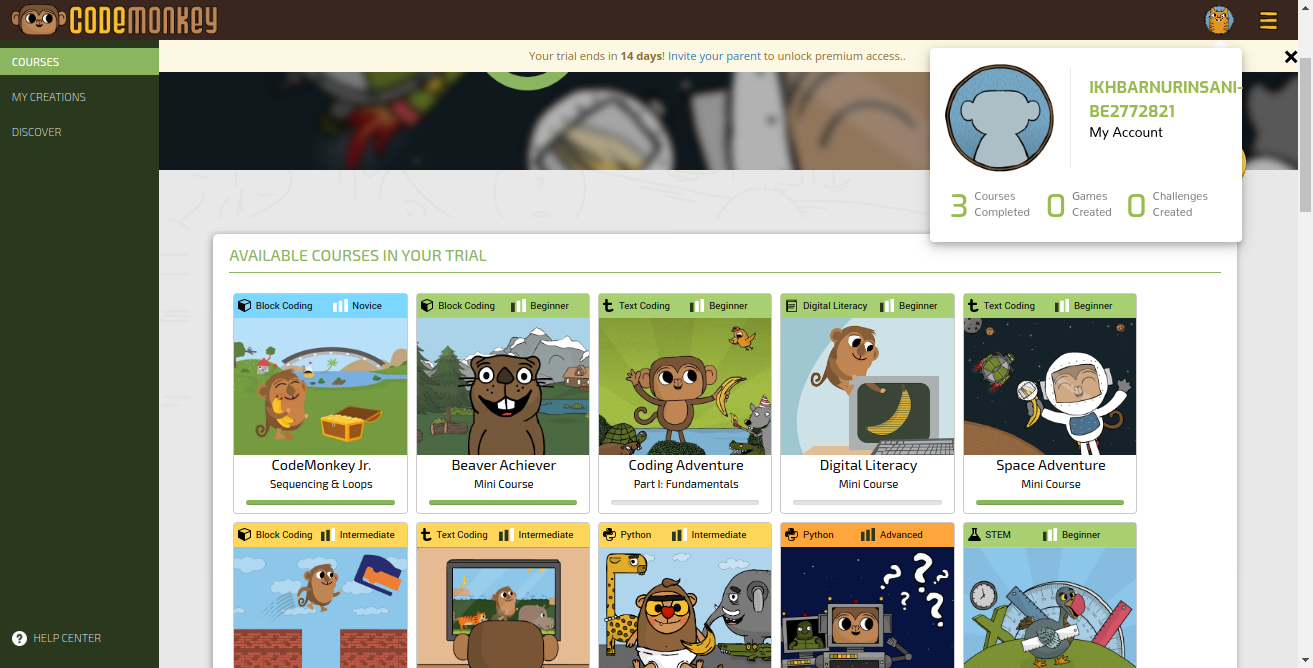 CODEMONKEY
COURSES
MY CREATIONS
DISCOVER
HELP CENTER
Your trial ends in 14 days! Invite your parent to unlock premium access..
IKHBARNURINSANI-
BE2772821
My Account
3 Courses Completed
0 Games Created
0 Challenges Created
AVAILABLE COURSES IN YOUR TRIAL
Block Coding Novice
CodeMonkey Jr.
Sequencing & Loops
Block Coding Beginner
Beaver Achiever
Mini Course
Text Coding Beginner
Coding Adventure
Part I: Fundamentals
Digital Literacy Beginner
Digital Literacy
Mini Course
Text Coding Beginner
Space Adventure
Mini Course
Block Coding Intermediate
Text Coding Intermediate
Python Intermediate
Python Advanced
STEM Beginner